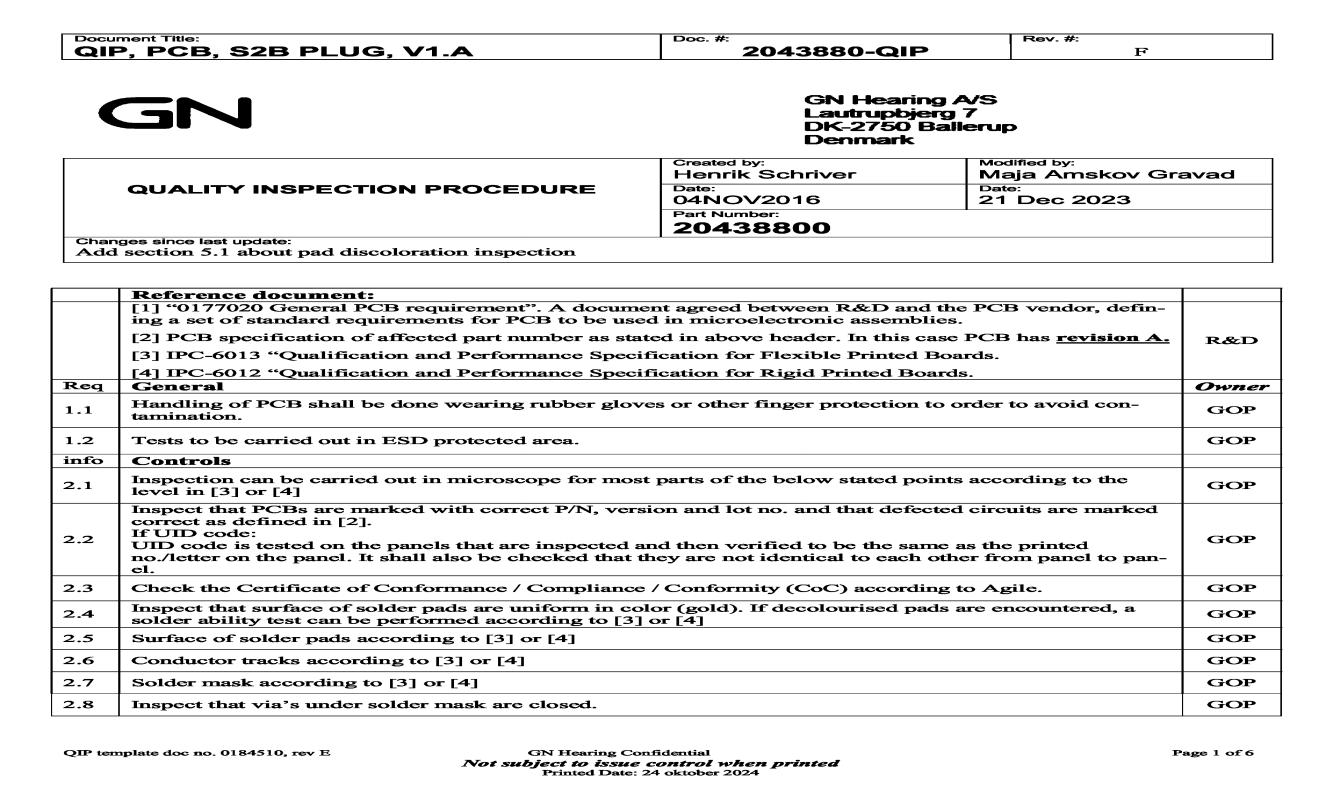 Document Title:
QIP, PCB, S2B PLUG, V1.A
Doc. #:
2043880-QIP
Rev. #:
F
GN
GN Hearing A/S
Lautrupbjerg 7
DK-2750 Ballerup
Denmark
QUALITY INSPECTION PROCEDURE
Created by:
Henrik Schriver
Modified by:
Maja Amskov Gravad
Date:
04NOV2016
Date:
21 Dec 2023
Part Number:
20438800
Changes since last update:
Add section 5.1 about pad discoloration inspection
Reference document:
[1] “0177020 General PCB requirement”. A document agreed between R&D and the PCB vendor, defin-
ing a set of standard requirements for PCB to be used in microelectronic assemblies.
[2] PCB specification of affected part number as stated in above header. In this case PCB has revision A.
[3] IPC-6013 “Qualification and Performance Specification for Flexible Printed Boards.
[4] IPC-6012 “Qualification and Performance Specification for Rigid Printed Boards.
R&D
Req General Owner
1.1 Handling of PCB shall be done wearing rubber gloves or other finger protection to order to avoid con-
tamination.
GOP
1.2 Tests to be carried out in ESD protected area. GOP
info Controls
2.1 Inspection can be carried out in microscope for most parts of the below stated points according to the
level in [3] or [4]
GOP
2.2 Inspect that PCBs are marked with correct P/N, version and lot no. and that defected circuits are marked
correct as defined in [2].
If UID code:
UID code is tested on the panels that are inspected and then verified to be the same as the printed
no./letter on the panel. It shall also be checked that they are not identical to each other from panel to pan-
el.
GOP
2.3 Check the Certificate of Conformance / Compliance / Conformity (CoC) according to Agile. GOP
2.4 Inspect that surface of solder pads are uniform in color (gold). If decolourised pads are encountered, a
solder ability test can be performed according to [3] or [4]
GOP
2.5 Surface of solder pads according to [3] or [4] GOP
2.6 Conductor tracks according to [3] or [4] GOP
2.7 Solder mask according to [3] or [4] GOP
2.8 Inspect that via’s under solder mask are closed. GOP
QIP template doc no. 0184510, rev E GN Hearing Confidential Page 1 of 6
Not subject to issue control when printed
Printed Date: 24 oktober 2024